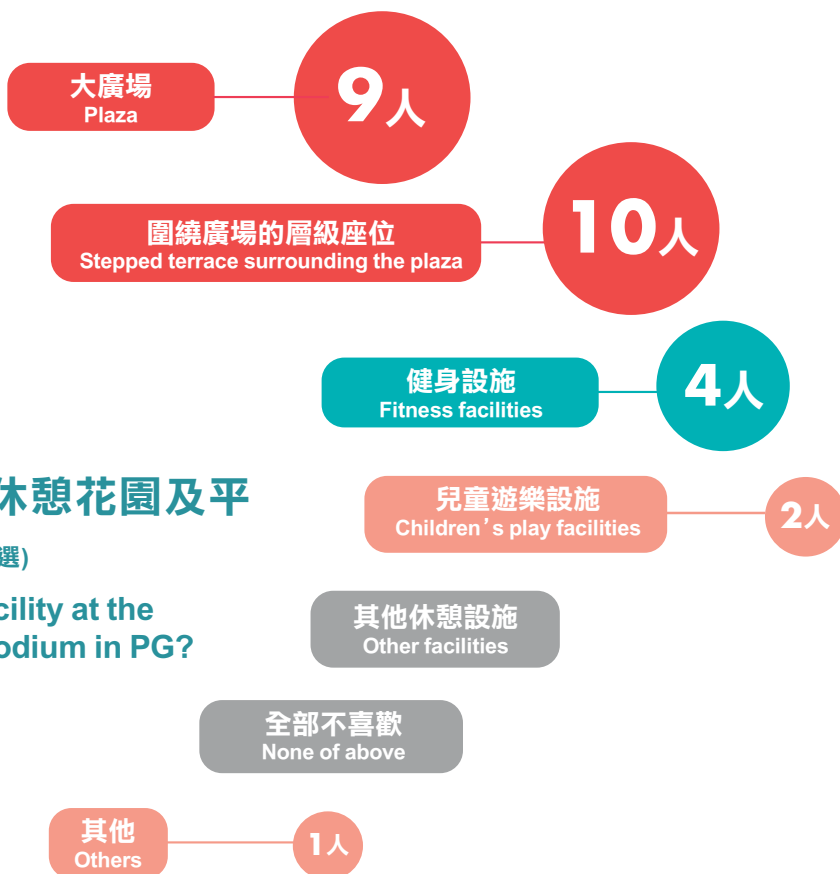 大廣場
Plaza
9人
圍繞廣場的層級座位
Stepped terrace surrounding the plaza
10人
健身設施
Fitness facilities
4人
休憩花園及平
選)
cility at the
odium in PG?
兒童遊樂設施
Children’s play facilities
2人
其他休憩設施
Other facilities
全部不喜歡
None of above
其他
Others
1人